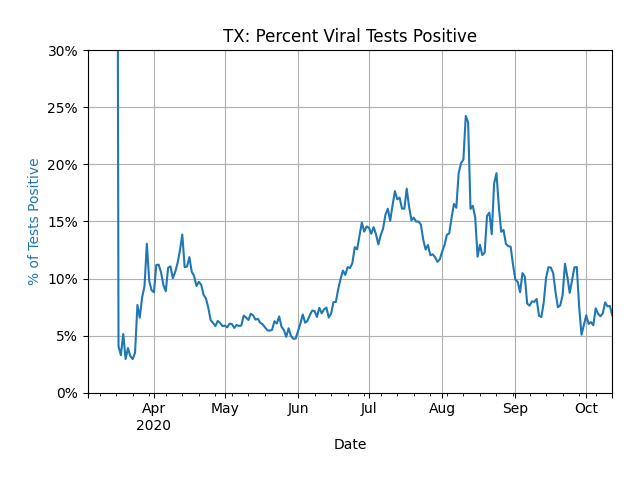 TX: Percent Viral Tests Positive
30%
25%
20%
15%
10%
5%
0%
% of Tests Positive
Apr May Jun Jul Aug Sep Oct
2020
Date